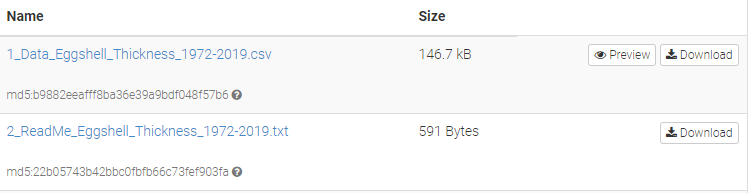 Name Size
1_Data_Eggshell_Thickness_1972-2019.csv 146.7 kB Preview Download
md5:b9882eeafff8ba36e39a9bdf048f57b6
2_ReadMe_Eggshell_Thickness_1972-2019.txt 591 Bytes Download
md5:22b05743b42bbc0fbfb66c73fef903fa